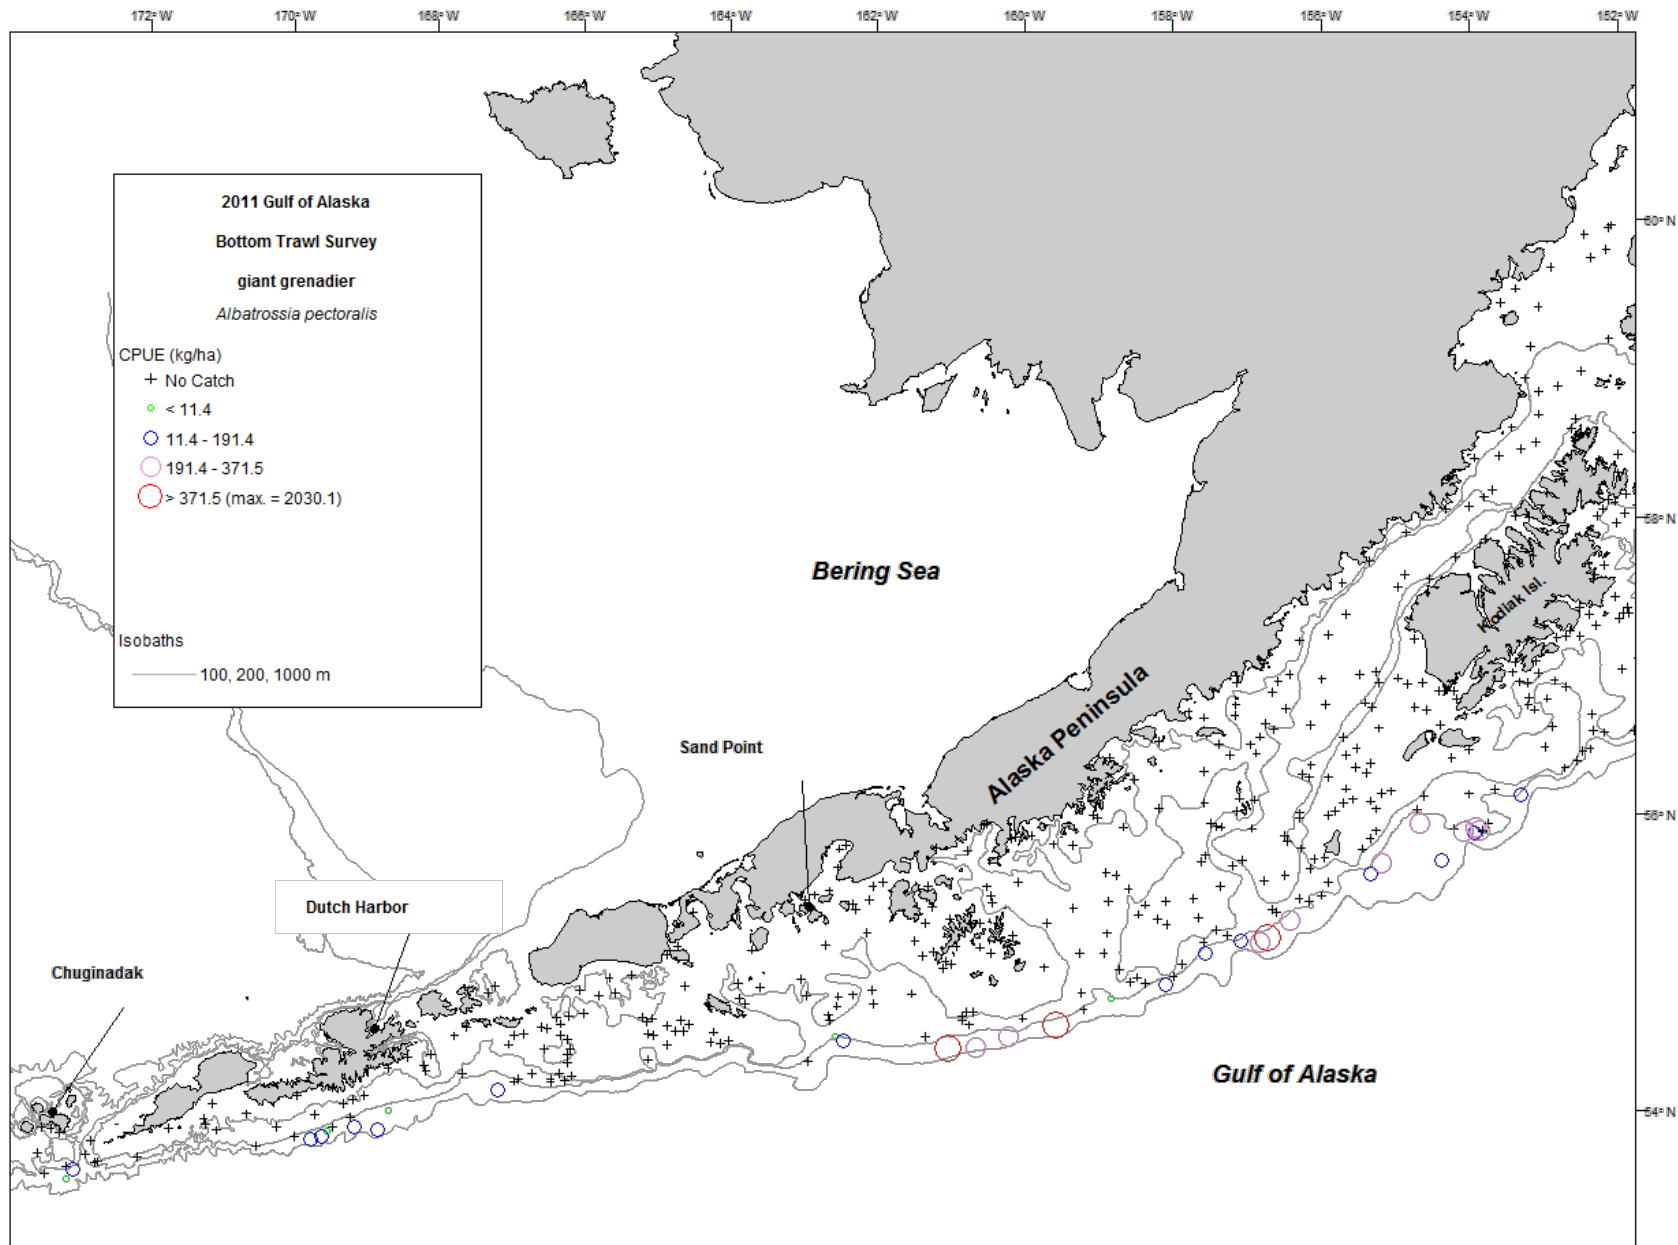 172° W 170° W 168° W 166° W 164° W 162° W 160° W 158° W 156° W 154° W 152° W
2011 Gulf of Alaska
Bottom Trawl Survey
giant grenadier
Albatrossia pectoralis
CPUE (kg/ha)
No Catch
< 11.4
11.4 - 191.4
191.4 - 371.5
> 371.5 (max. = 2030.1)
Isobaths
100, 200, 1000 m
60° N
58° N
Bering Sea
Kodiak Isl.
Alaska Peninsula
Sand Point
56° N
Dutch Harbor
Chuginadak
Gulf of Alaska
54° N